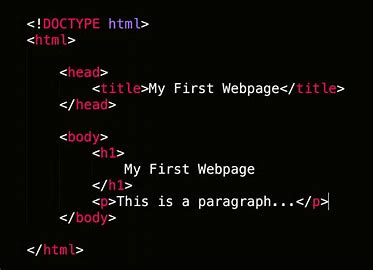 <!DOCTYPE html>
<html>
<head>
<title>My First Webpage</title>
</head>
<body>
<h1>
My First Webpage
</h1>
<p>This is a paragraph...</p>
</body>
</html>